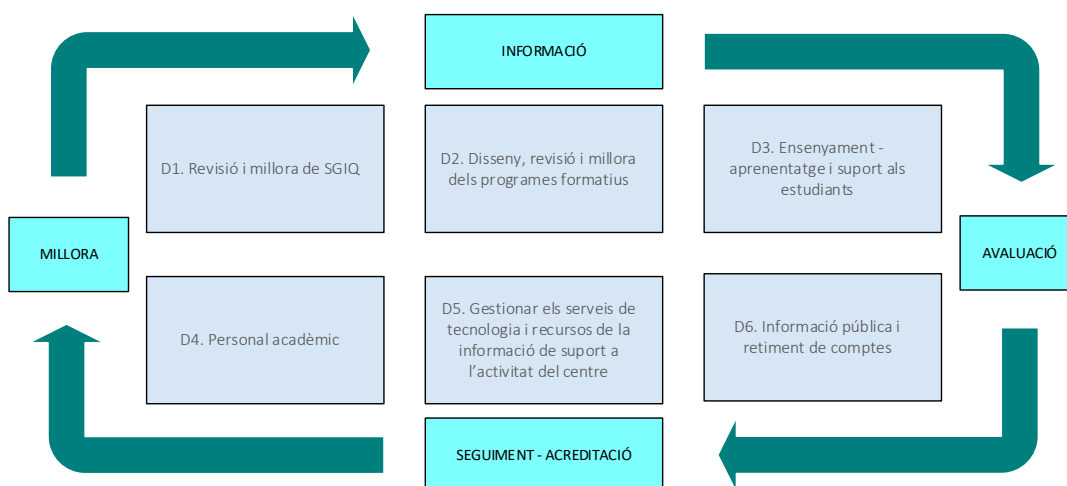 INFORMACIÓ
D1. Revisió i millora de SGIQ
D2. Disseny, revisió i millora
dels programes formatius
D3. Ensenyament -
aprenentatge i suport als
estudiants
MILLORA
AVALUACIÓ
D4. Personal acadèmic
D5. Gestionar els serveis de
tecnologia i recursos de la
informació de suport a
l’activitat del centre
D6. Informació pública i
retiment de comptes
SEGUIMENT - ACREDITACIÓ